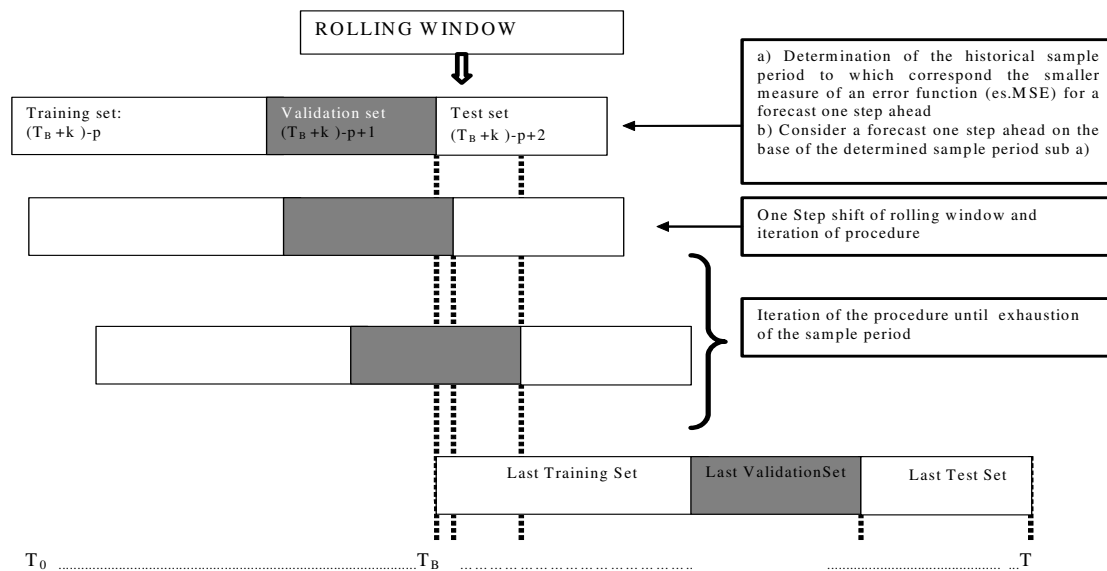 ROLLING WINDOW
a) Determination of the historical sample
period to which correspond the smaller
measure of an error function (es.MSE) for a
forecast one step ahead
b) Consider a forecast one step ahead on the
base of the determined sample period sub a)
Training set:
(T_B +k )-p
Validation set
(T_B +k )-p+1
Test set
(T_B +k )-p+2
One Step shift of rolling window and
iteration of procedure
Iteration of the procedure until exhaustion
of the sample period
Last Training Set
Last ValidationSet
Last Test Set
T_0
T_B
T